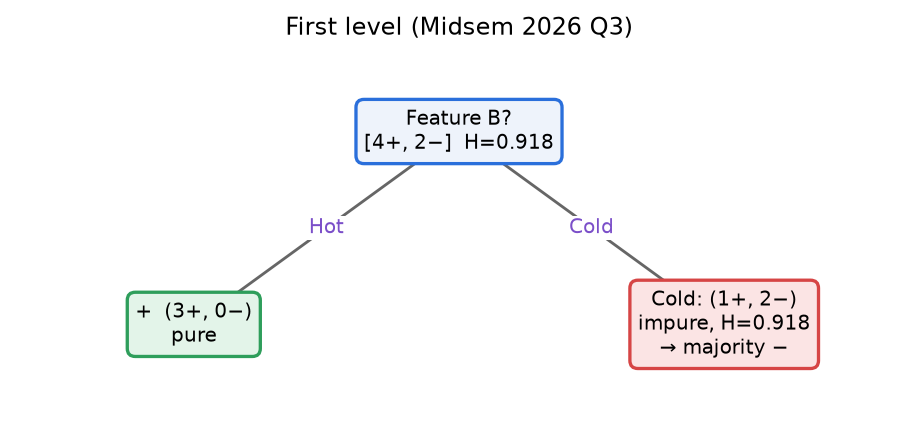 First level (Midsem 2026 Q3)
Feature B?
[4+, 2−]  H=0.918
Hot
Cold
+  (3+, 0−)
pure
Cold: (1+, 2−)
impure, H=0.918
→ majority −